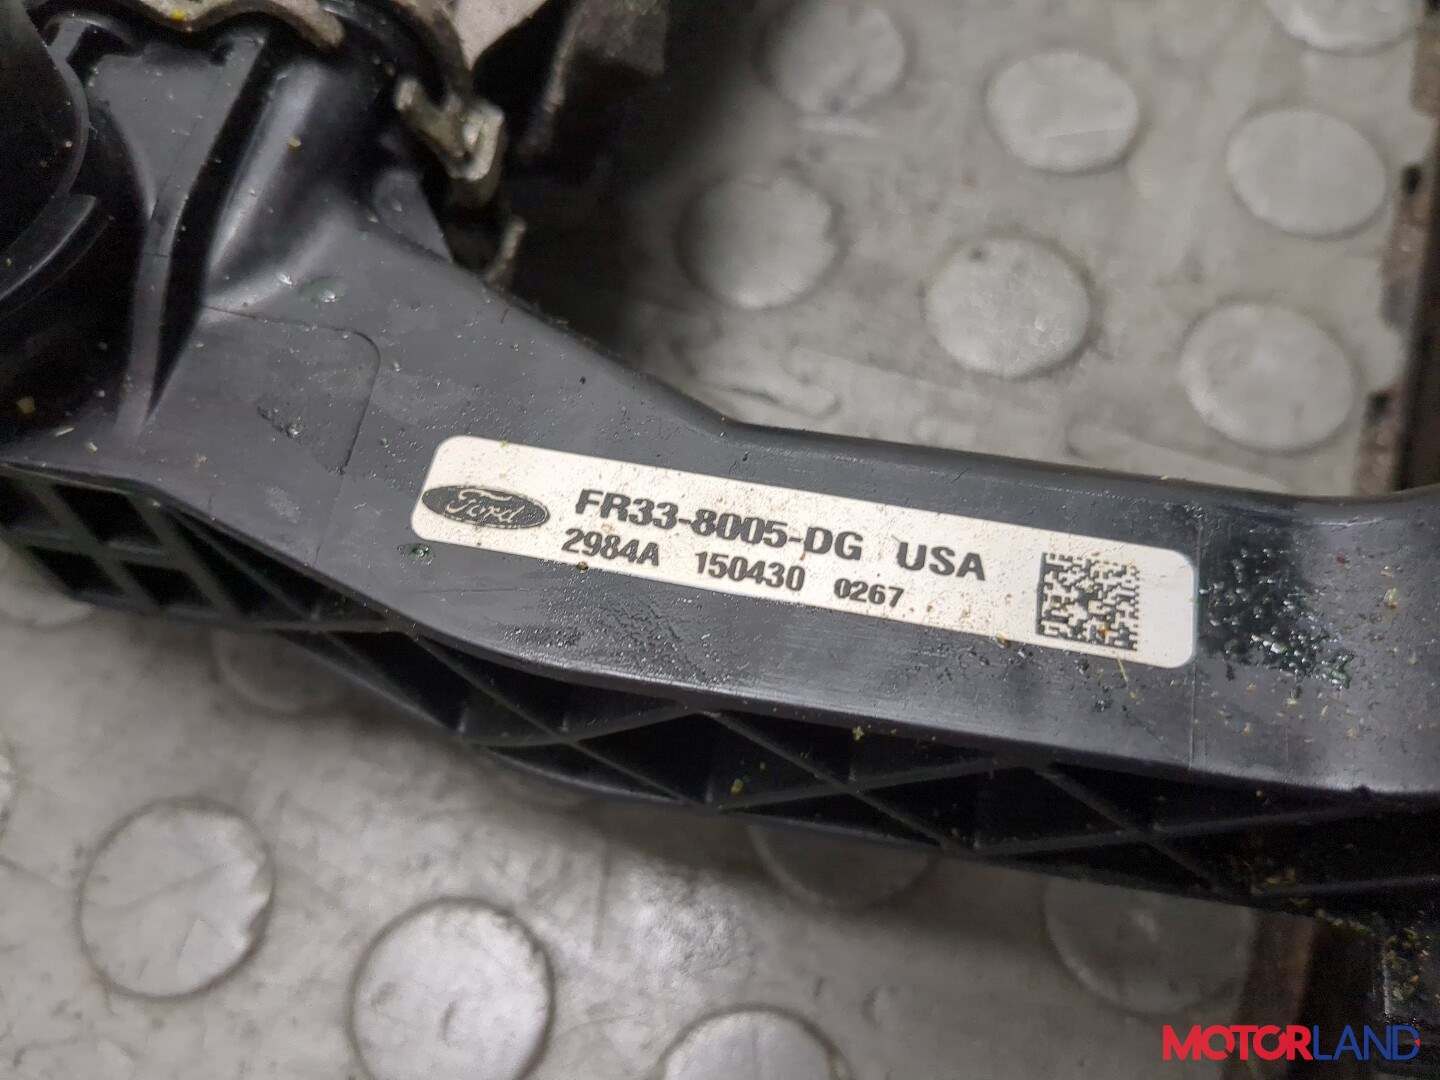 Ford FR33-8005-DG USA
2984A 150430 0267
MOTORLAND